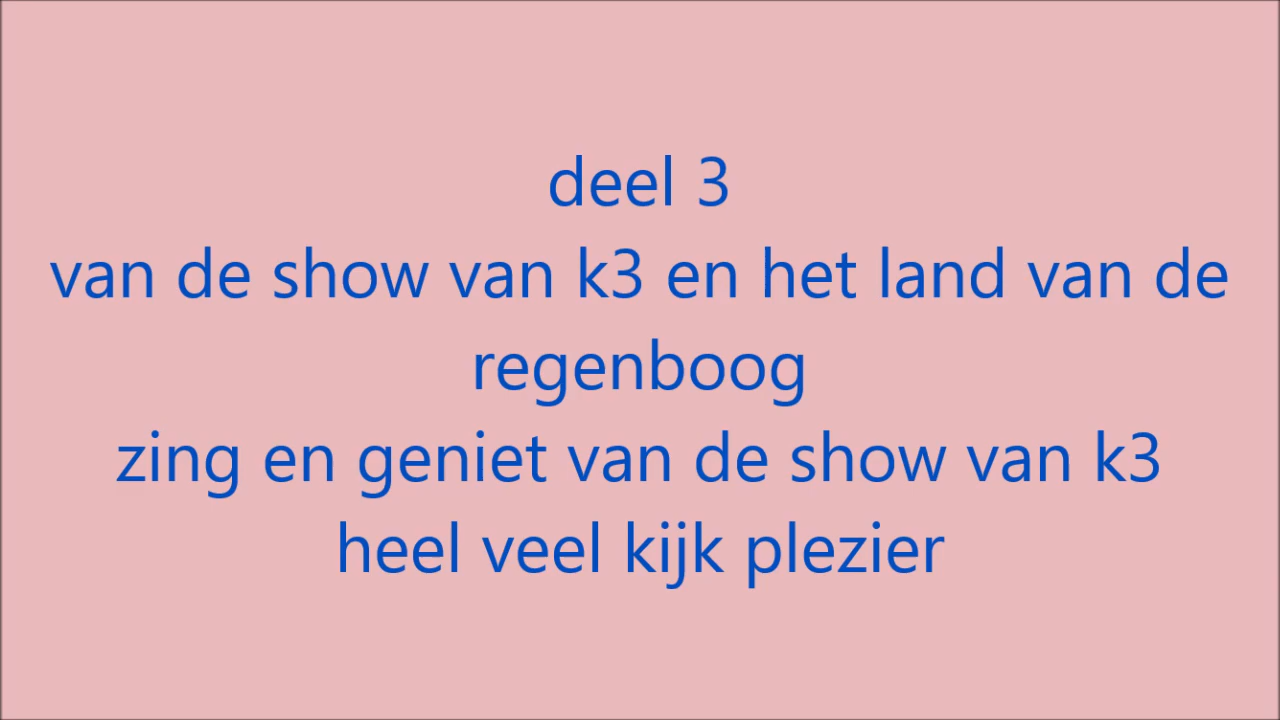 deel 3
van de show van k3 en het land van de
regenboog
zing en geniet van de show van k3
heel veel kijk plezier